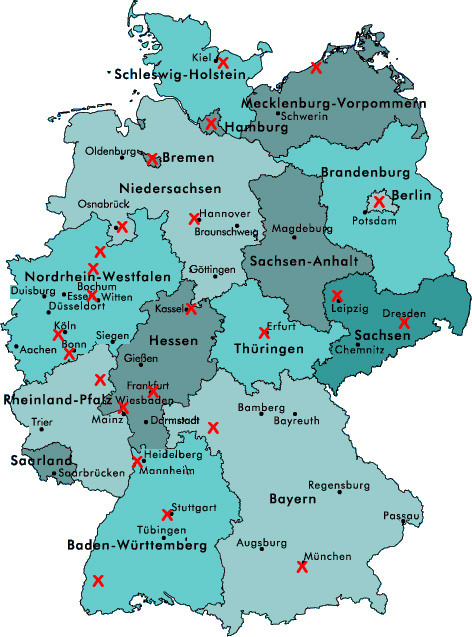 Kiel
Schleswig-Holstein
Mecklenburg-Vorpommern
Schwerin
Hamburg
Oldenburg
Bremen
Brandenburg
Niedersachsen
Berlin
Osnabrück
Hannover
Potsdam
Braunschweig
Magdeburg
Sachsen-Anhalt
Göttingen
Nordrhein-Westfalen
Bochum
Duisburg
Essen
Witten
Düsseldorf
Leipzig
Kassel
Dresden
Köln
Erfurt
Sachsen
Siegen
Hessen
Thüringen
Aachen
Bonn
Chemnitz
Gießen
Frankfurt
Rheinland-Pfalz
Wiesbaden
Mainz
Bamberg
Bayreuth
Trier
Darmstadt
Heidelberg
Saarland
Mannheim
Saarbrücken
Regensburg
Bayern
Stuttgart
Passau
Tübingen
Baden-Württemberg
Augsburg
München